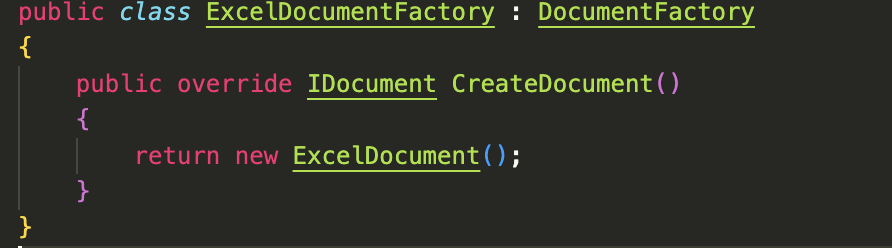 public class ExcelDocumentFactory : DocumentFactory
{
    public override IDocument CreateDocument()
    {
        return new ExcelDocument();
    }
}